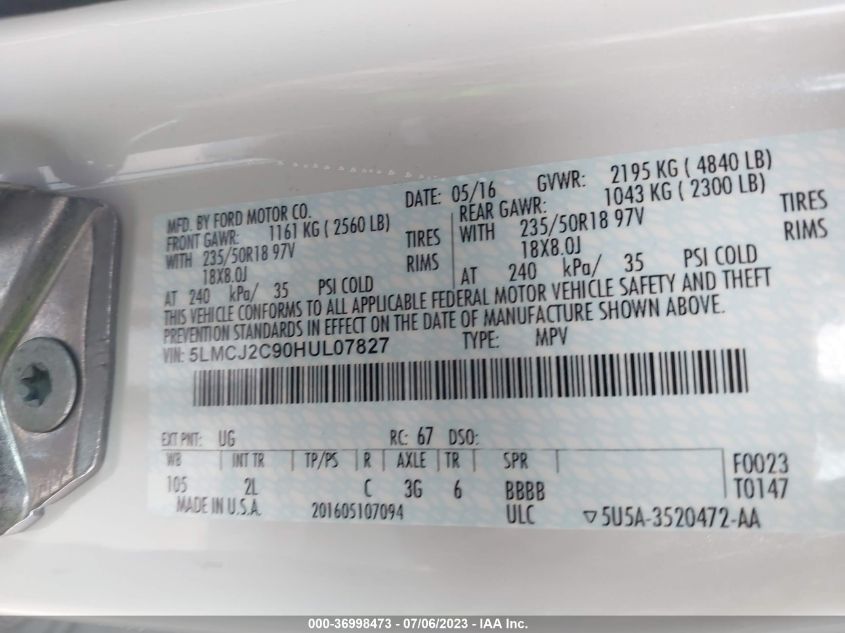 MFD. BY FORD MOTOR CO. DATE: 05/16 GVWR: 2195 KG ( 4840 LB)
FRONT GAWR: 1161 KG ( 2560 LB) REAR GAWR: 1043 KG ( 2300 LB)
WITH 235/50R18 97V TIRES WITH 235/50R18 97V TIRES
18X8.0J RIMS 18X8.0J RIMS
AT 240 kPa/ 35 PSI COLD AT 240 kPa/ 35 PSI COLD
THIS VEHICLE CONFORMS TO ALL APPLICABLE FEDERAL MOTOR VEHICLE SAFETY AND THEFT
PREVENTION STANDARDS IN EFFECT ON THE DATE OF MANUFACTURE SHOWN ABOVE.
VIN: 5LMCJ2C90HUL07827 TYPE: MPV
EXT PNT: UG RC: 67 DSO:
WB INT TR TP/PS R AXLE TR SPR F0023
105 2L C 3G 6 BBBB T0147
MADE IN U.S.A. 201605107094 ULC ▽5U5A-3520472-AA
000-36998473 - 07/06/2023 - IAA Inc.